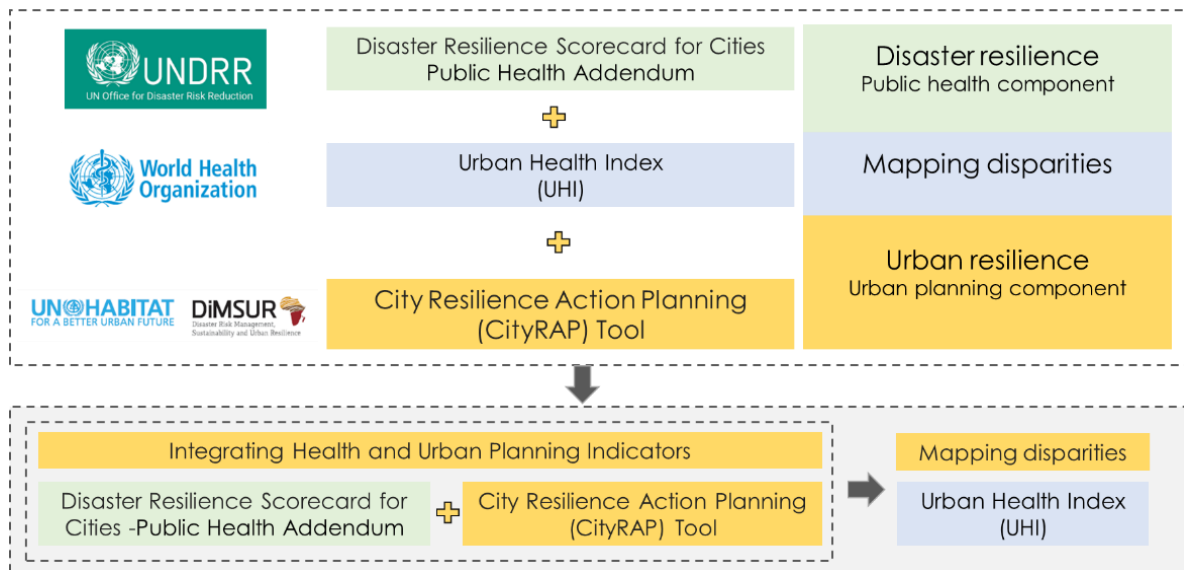 UNDRR
UN Office for Disaster Risk Reduction
Disaster Resilience Scorecard for Cities
Public Health Addendum
Disaster resilience
Public health component
World Health
Organization
Urban Health Index
(UHI)
Mapping disparities
UN HABITAT
FOR A BETTER URBAN FUTURE
DiMSUR
Disaster Risk Management,
Sustainability and Urban Resilience
City Resilience Action Planning
(CityRAP) Tool
Urban resilience
Urban planning component
Integrating Health and Urban Planning Indicators
Disaster Resilience Scorecard for
Cities -Public Health Addendum
City Resilience Action Planning
(CityRAP) Tool
Mapping disparities
Urban Health Index
(UHI)